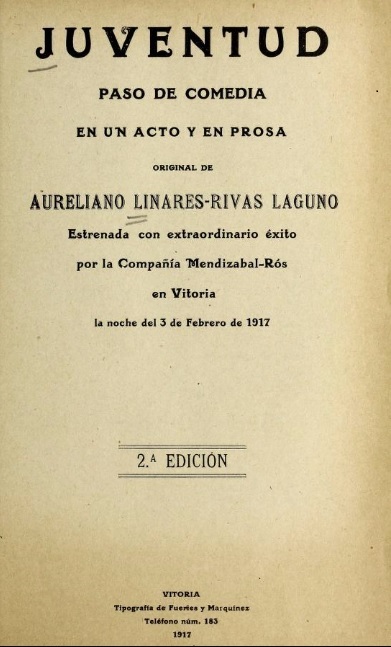 JUVENTUD
PASO DE COMEDIA
EN UN ACTO Y EN PROSA
ORIGINAL DE
AURELIANO LINARES-RIVAS LAGUNO
Estrenada con extraordinario éxito
por la Compañía Mendizabal-Rós
en Vitoria
la noche del 3 de Febrero de 1917
2.ᴬ EDICIÓN
VITORIA
Tipografía de Fuertes y Marquínez
Teléfono núm. 183
1917